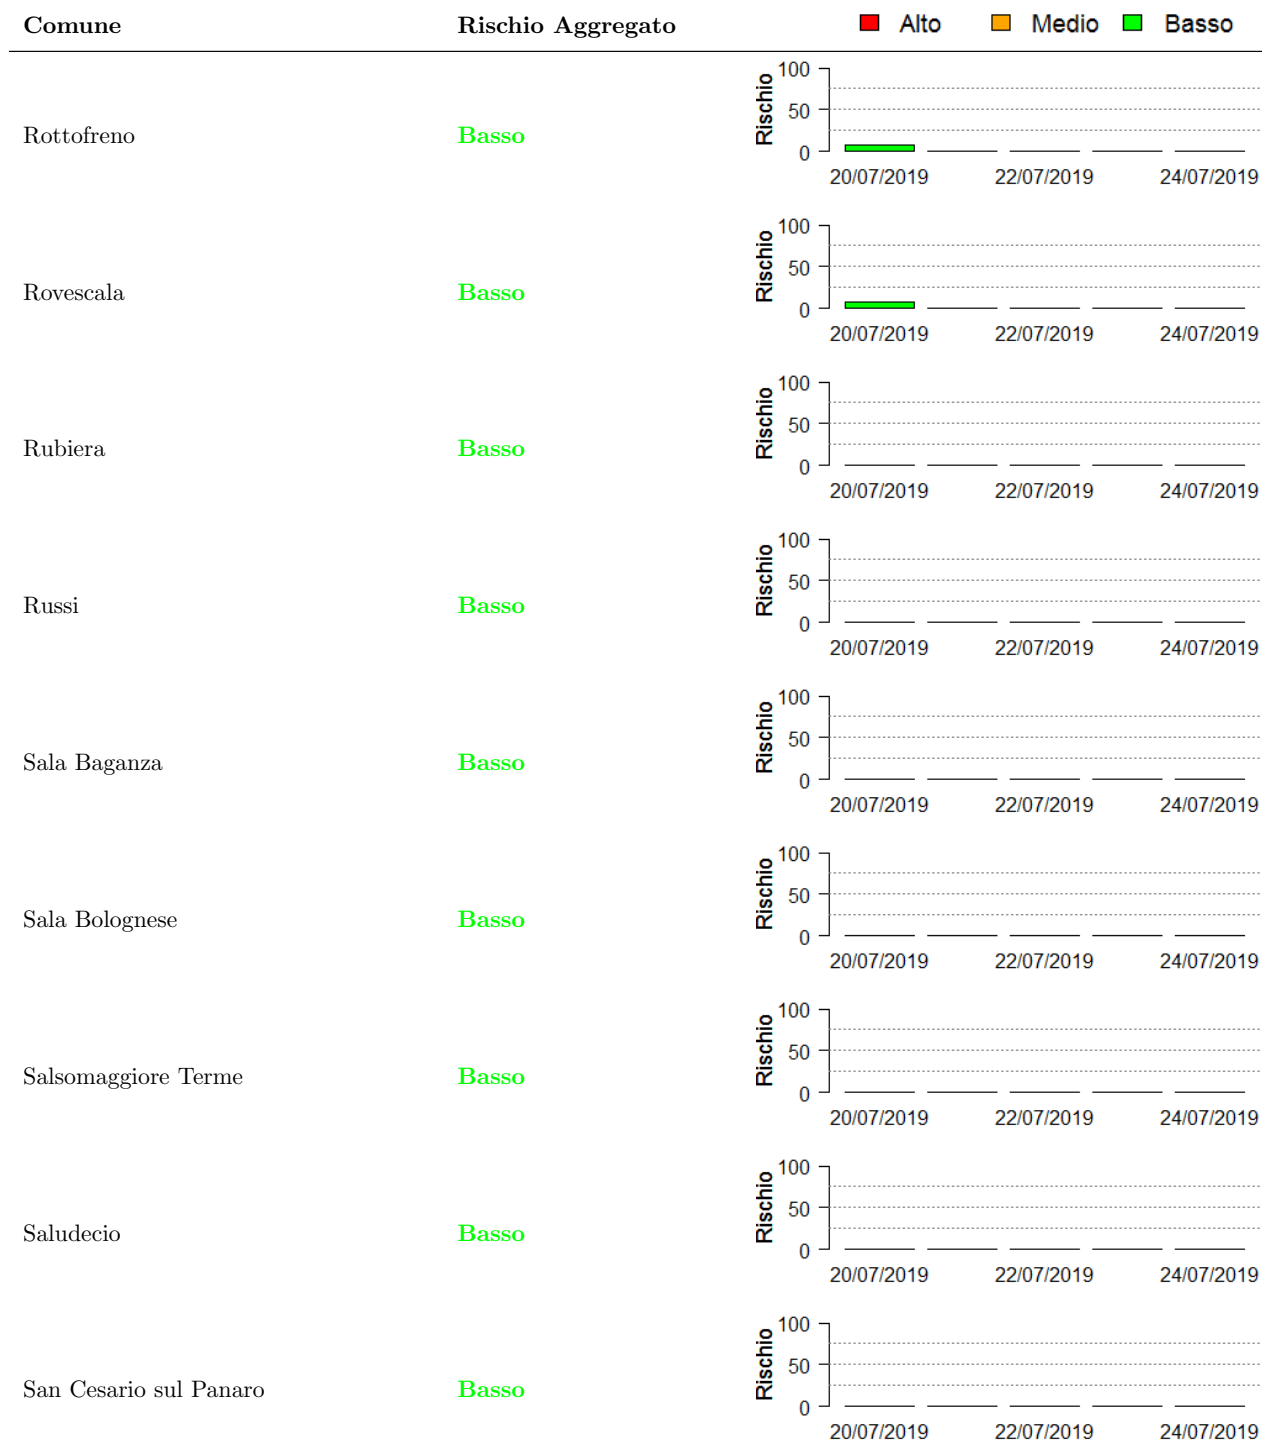 Comune Rischio Aggregato Alto Medio Basso
100
50
0
Rischio
Rottofreno Basso
20/07/2019 22/07/2019 24/07/2019
100
50
0
Rischio
Rovescala Basso
20/07/2019 22/07/2019 24/07/2019
100
50
0
Rischio
Rubiera Basso
20/07/2019 22/07/2019 24/07/2019
100
50
0
Rischio
Russi Basso
20/07/2019 22/07/2019 24/07/2019
100
50
0
Rischio
Sala Baganza Basso
20/07/2019 22/07/2019 24/07/2019
100
50
0
Rischio
Sala Bolognese Basso
20/07/2019 22/07/2019 24/07/2019
100
50
0
Rischio
Salsomaggiore Terme Basso
20/07/2019 22/07/2019 24/07/2019
100
50
0
Rischio
Saludecio Basso
20/07/2019 22/07/2019 24/07/2019
100
50
0
Rischio
San Cesario sul Panaro Basso
20/07/2019 22/07/2019 24/07/2019